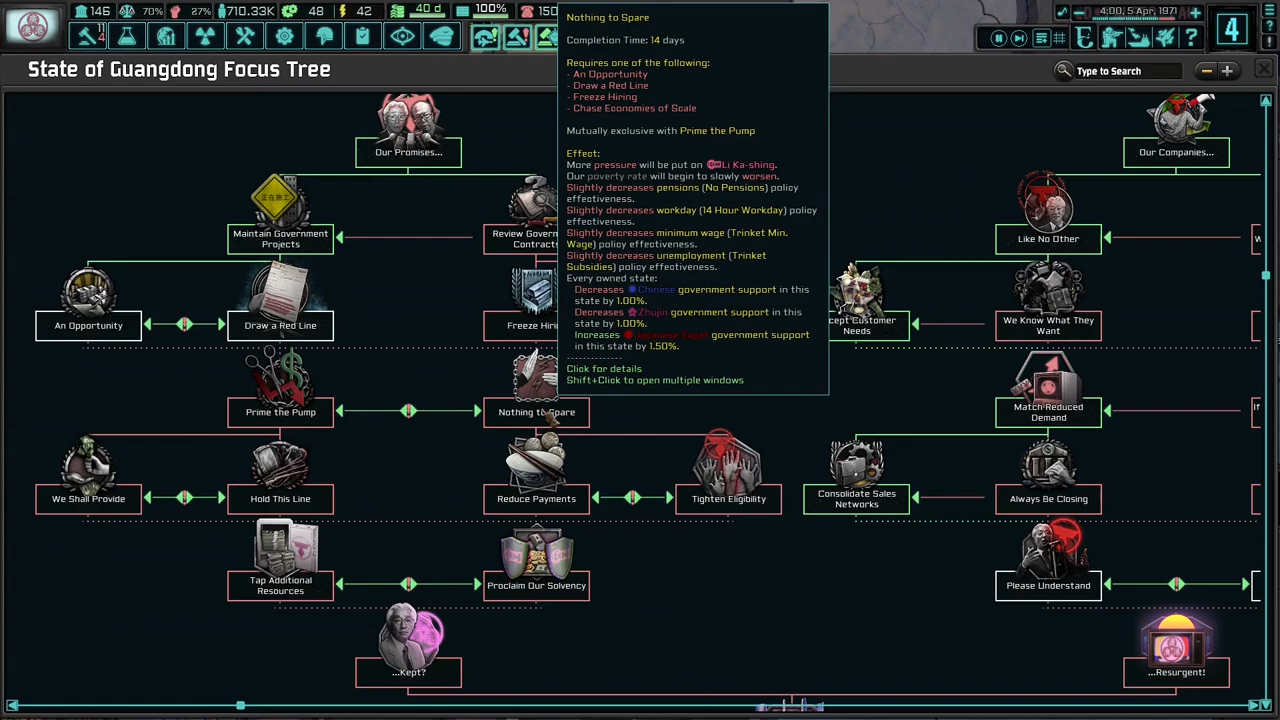 146
70%
27%
710.33K
48
42
40 d
100%
150
4:00, 5 Apr, 1971
4
4
State of Guangdong Focus Tree
Type to Search
Nothing to Spare
Completion Time: 14 days
Requires one of the following:
- An Opportunity
- Draw a Red Line
- Freeze Hiring
- Chase Economies of Scale
Mutually exclusive with Prime the Pump
Effect:
More pressure will be put on Li Ka-shing.
Our poverty rate will begin to slowly worsen.
Slightly decreases pensions (No Pensions) policy
effectiveness.
Slightly decreases workday (14 Hour Workday) policy
effectiveness.
Slightly decreases minimum wage (Trinket Min.
Wage) policy effectiveness.
Slightly decreases unemployment (Trinket
Subsidies) policy effectiveness.
Every owned state:
Decreases Chinese government support in this
state by 1.00%.
Decreases Zhujin government support in this
state by 1.00%.
Increases Japanese Expat government support
in this state by 1.50%.
--------------
Click for details
Shift+Click to open multiple windows
Our Promises...
Our Companies...
正在施工
Maintain Government
Projects
Review Govern
Contrac
Like No Other
An Opportunity
Draw a Red Line
Freeze Hiri
cept Customer
Needs
We Know What They
Want
Prime the Pump
Nothing to Spare
Match Reduced
Demand
If
We Shall Provide
Hold This Line
Reduce Payments
Tighten Eligibility
Consolidate Sales
Networks
Always Be Closing
Tap Additional
Resources
Proclaim Our Solvency
Please Understand
...Kept?
...Resurgent!